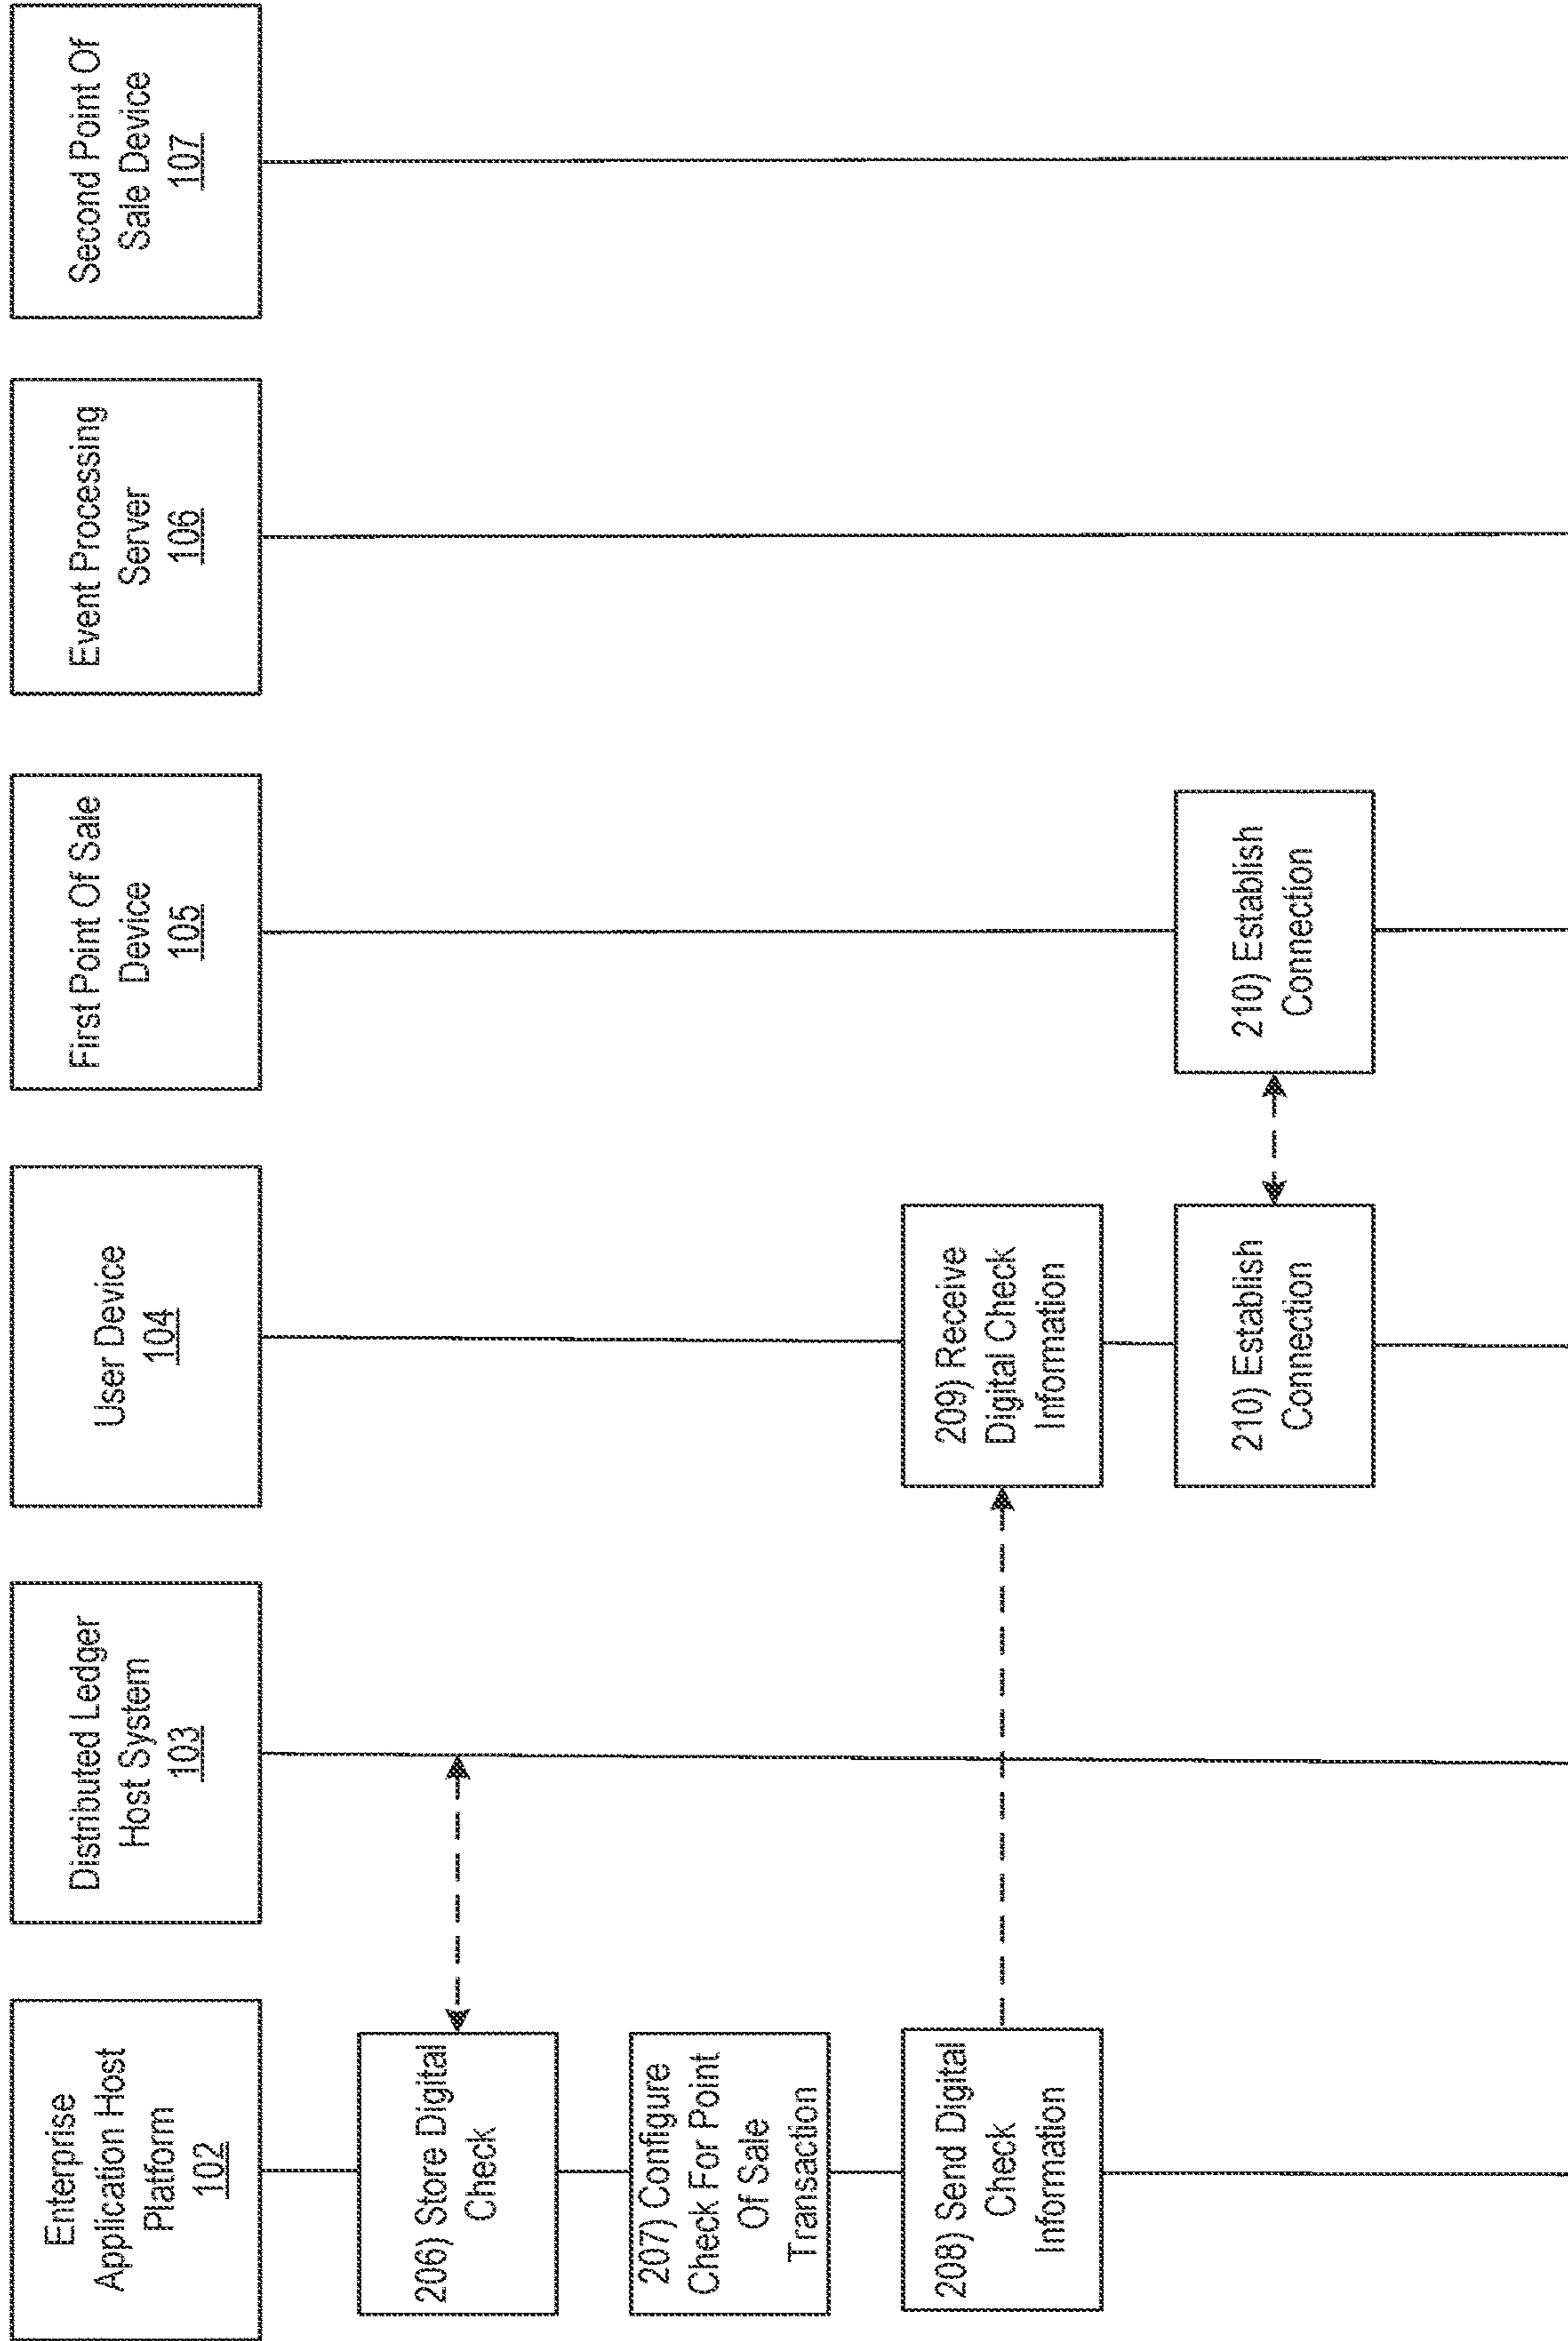 Enterprise
Application Host
Platform
102
Distributed Ledger
Host System
103
User Device
104
First Point Of Sale
Device
105
Event Processing
Server
106
Second Point Of
Sale Device
107
206) Store Digital
Check
207) Configure
Check For Point
Of Sale
Transaction
208) Send Digital
Check
Information
209) Receive
Digital Check
Information
210) Establish
Connection
210) Establish
Connection